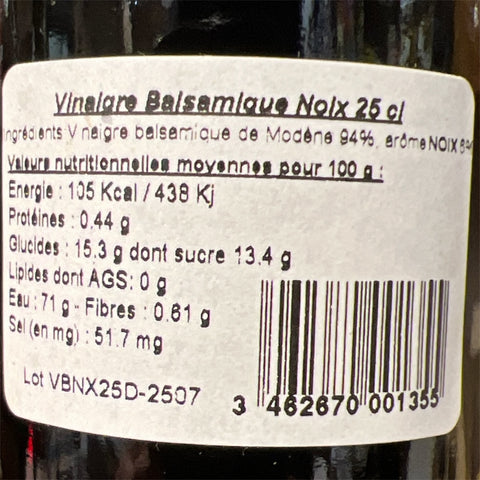 Vinaigre Balsamique Noix 25 cl
Ingrédients: Vinaigre balsamique de Modène 94%, arôme NOIX 6%
Valeurs nutritionnelles moyennes pour 100 g :
Energie : 105 Kcal / 438 Kj
Protéines : 0.44 g
Glucides : 15,3 g dont sucre 13,4 g
Lipides dont AGS: 0 g
Eau : 71 g - Fibres : 0.61 g
Sel (en mg) : 51.7 mg
Lot VBNX25D-2507
3 462670 001355